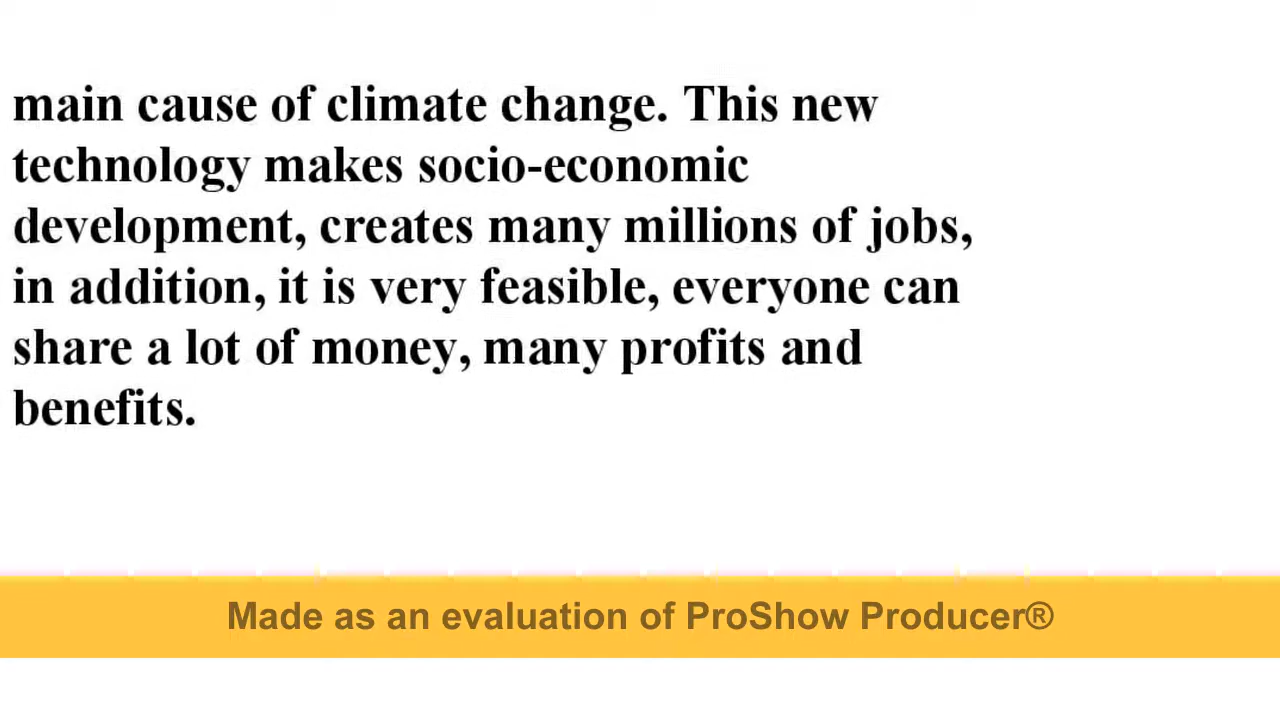 main cause of climate change. This new
technology makes socio-economic
development, creates many millions of jobs,
in addition, it is very feasible, everyone can
share a lot of money, many profits and
benefits.
Made as an evaluation of ProShow Producer®